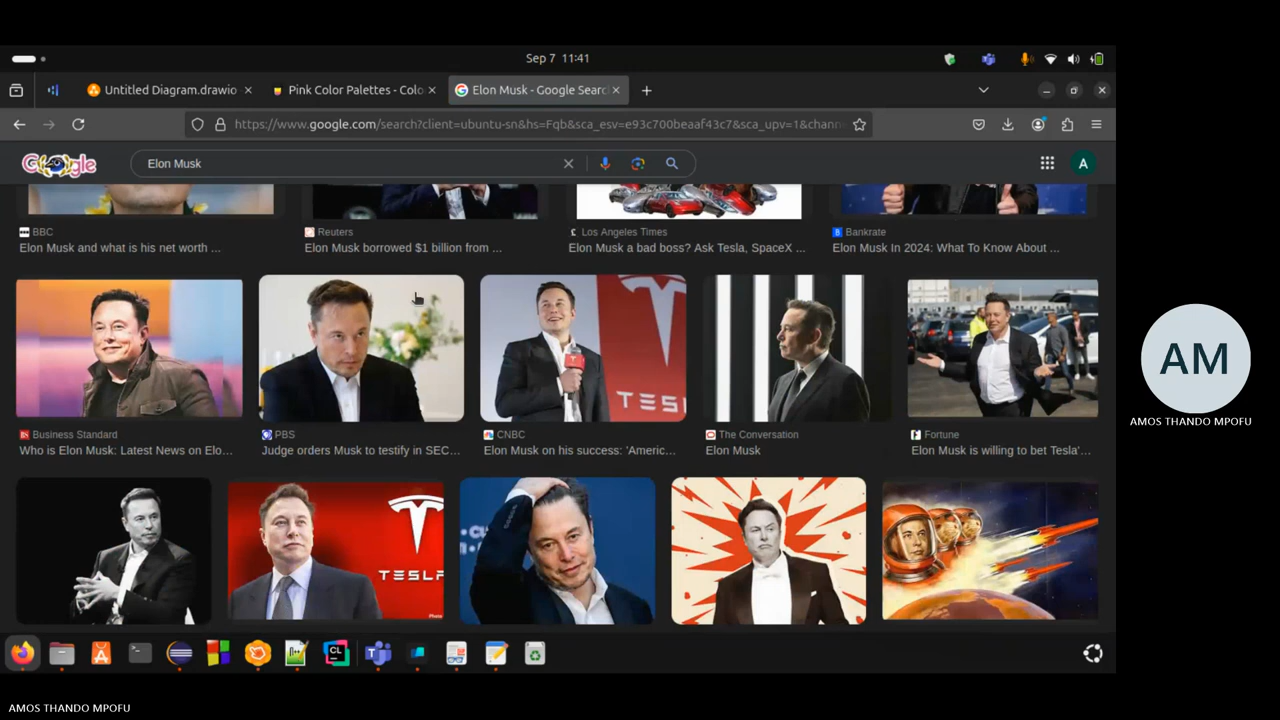 Sep 7 11:41
Untitled Diagram.drawio
Pink Color Palettes - Colo
Elon Musk - Google Searc
https://www.google.com/search?client=ubuntu-sn&hs=Fqb&sca_esv=e93c700beaaf43c7&sca_upv=1&chann
Google
Elon Musk
A
BBC
Elon Musk and what is his net worth ...
Reuters
Elon Musk borrowed $1 billion from ...
Los Angeles Times
Elon Musk a bad boss? Ask Tesla, SpaceX ...
Bankrate
Elon Musk In 2024: What To Know About ...
TESL
TESLA
Business Standard
Who is Elon Musk: Latest News on Elo...
PBS
Judge orders Musk to testify in SEC...
CNBC
Elon Musk on his success: 'Americ...
The Conversation
Elon Musk
Fortune
Elon Musk is willing to bet Tesla'...
TESLA
CL
AM
AMOS THANDO MPOFU
AMOS THANDO MPOFU